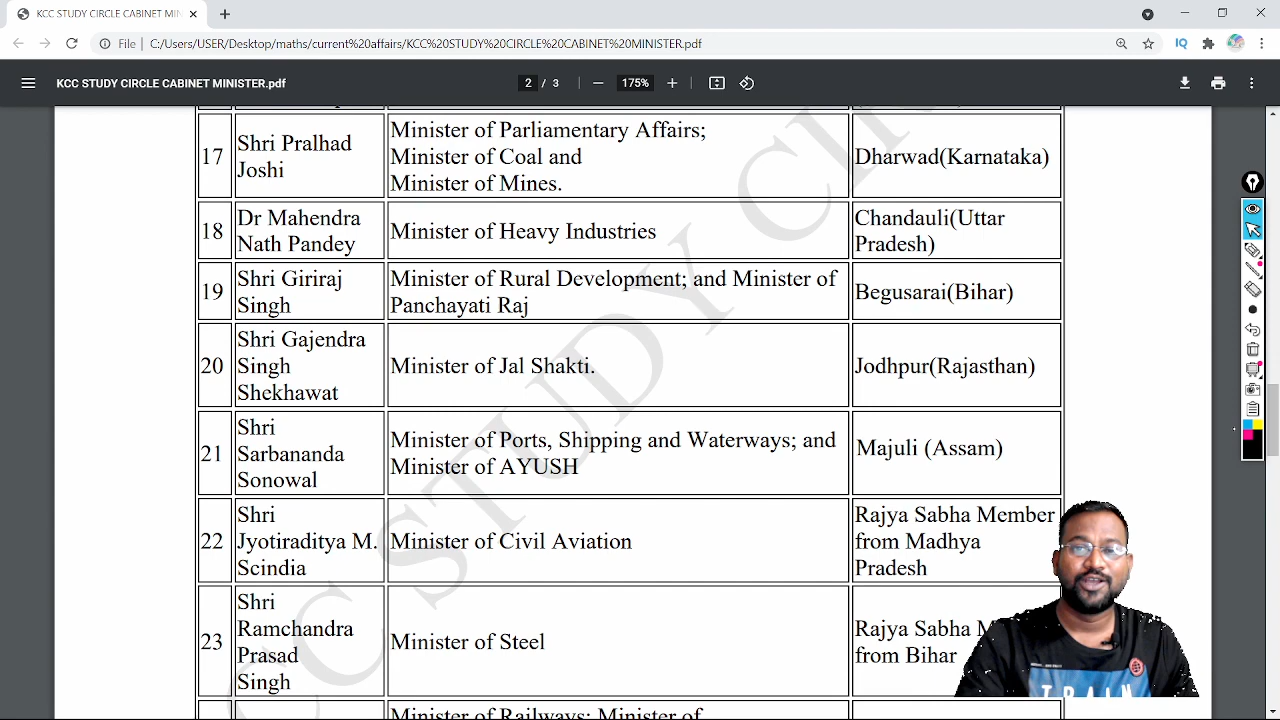 KCC STUDY CIRCLE CABINET MIN
File
C:/Users/USER/Desktop/maths/current%20affairs/KCC%20STUDY%20CIRCLE%20CABINET%20MINISTER.pdf
IQ
KCC STUDY CIRCLE CABINET MINISTER.pdf
2 / 3
175%
17
Shri Pralhad
Joshi
Minister of Parliamentary Affairs;
Minister of Coal and
Minister of Mines.
Dharwad(Karnataka)
18
Dr Mahendra
Nath Pandey
Minister of Heavy Industries
Chandauli(Uttar
Pradesh)
19
Shri Giriraj
Singh
Minister of Rural Development; and Minister of
Panchayati Raj
Begusarai(Bihar)
20
Shri Gajendra
Singh
Shekhawat
Minister of Jal Shakti.
Jodhpur(Rajasthan)
21
Shri
Sarbananda
Sonowal
Minister of Ports, Shipping and Waterways; and
Minister of AYUSH
Majuli (Assam)
22
Shri
Jyotiraditya M.
Scindia
Minister of Civil Aviation
Rajya Sabha Member
from Madhya
Pradesh
23
Shri
Ramchandra
Prasad
Singh
Minister of Steel
Rajya Sabha M
from Bihar
Minister of Railways; Minister of
CC STUDY CIR
TRAIN